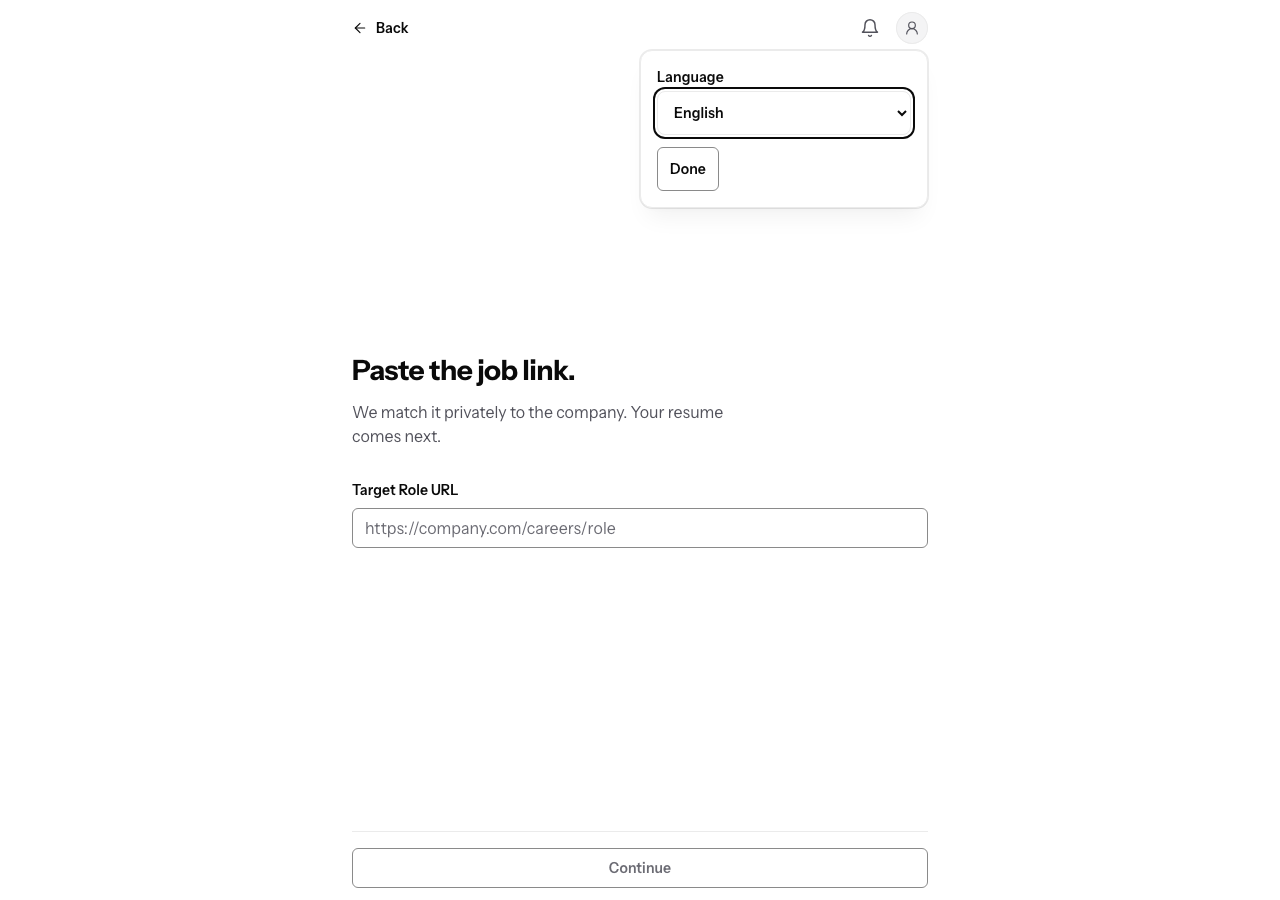 Back
Language
English
Done
Paste the job link.
We match it privately to the company. Your resume
comes next.
Target Role URL
https://company.com/careers/role
Continue